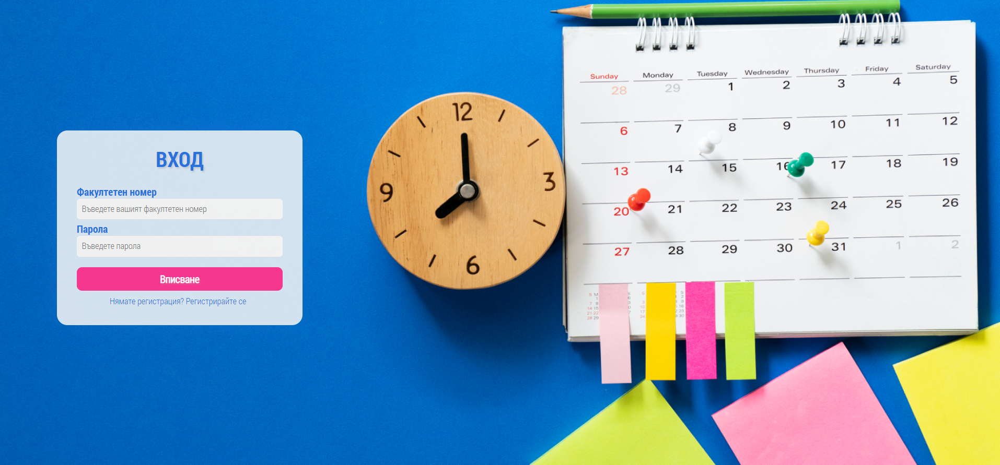 ВХОД
Факултетен номер
Въведете вашият факултетен номер
Парола
Въведете парола
Вписване
Нямате регистрация? Регистрирайте се
12
3
6
9
Sunday Monday Tuesday Wednesday Thursday Friday Saturday
28 29 1 2 3 4 5
6 7 8 9 10 11 12
13 14 15 16 17 18 19
20 21 22 23 24 25 26
27 28 29 30 31 1 2